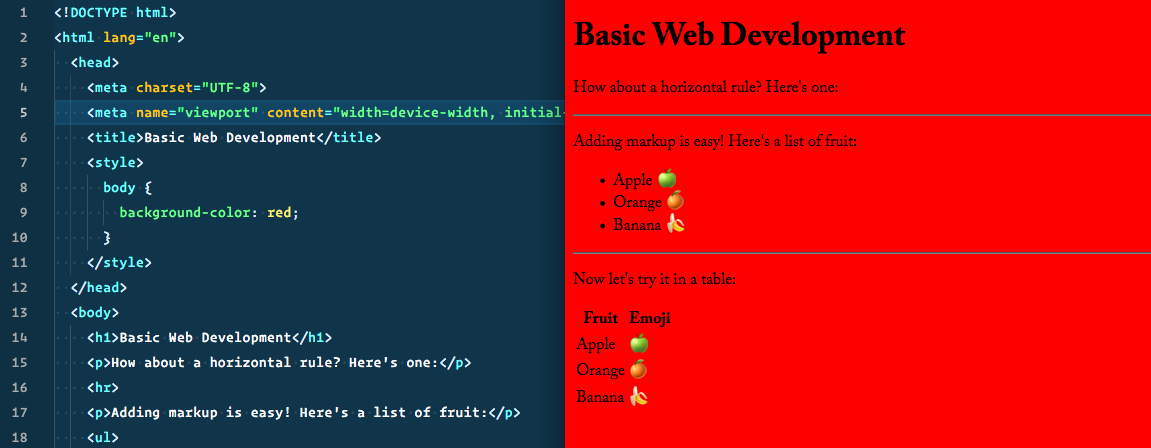 1 <!DOCTYPE html>
2 <html lang="en">
3 <head>
4 <meta charset="UTF-8">
5 <meta name="viewport" content="width=device-width, initial-
6 <title>Basic Web Development</title>
7 <style>
8 body {
9 background-color: red;
10 }
11 </style>
12 </head>
13 <body>
14 <h1>Basic Web Development</h1>
15 <p>How about a horizontal rule? Here's one:</p>
16 <hr>
17 <p>Adding markup is easy! Here's a list of fruit:</p>
18 <ul>
Basic Web Development
How about a horizontal rule? Here's one:
Adding markup is easy! Here's a list of fruit:
• Apple 🍏
• Orange 🍊
• Banana 🍌
Now let's try it in a table:
Fruit Emoji
Apple 🍏
Orange 🍊
Banana 🍌